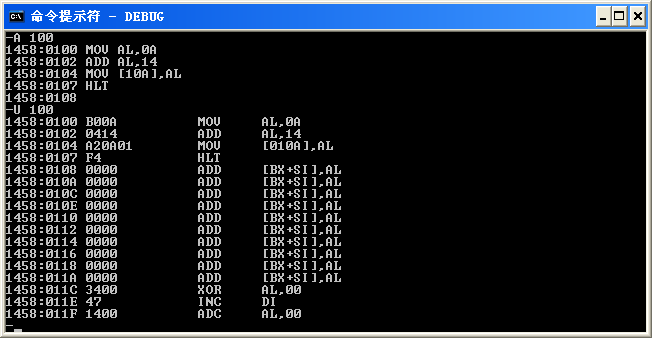 命令提示符 - DEBUG
-A 100
1458:0100 MOV AL,0A
1458:0102 ADD AL,14
1458:0104 MOV [10A],AL
1458:0107 HLT
1458:0108
-U 100
1458:0100 B00A MOV AL,0A
1458:0102 0414 ADD AL,14
1458:0104 A20A01 MOV [010A],AL
1458:0107 F4 HLT
1458:0108 0000 ADD [BX+SI],AL
1458:010A 0000 ADD [BX+SI],AL
1458:010C 0000 ADD [BX+SI],AL
1458:010E 0000 ADD [BX+SI],AL
1458:0110 0000 ADD [BX+SI],AL
1458:0112 0000 ADD [BX+SI],AL
1458:0114 0000 ADD [BX+SI],AL
1458:0116 0000 ADD [BX+SI],AL
1458:0118 0000 ADD [BX+SI],AL
1458:011A 0000 ADD [BX+SI],AL
1458:011C 3400 XOR AL,00
1458:011E 47 INC DI
1458:011F 1400 ADC AL,00
-_